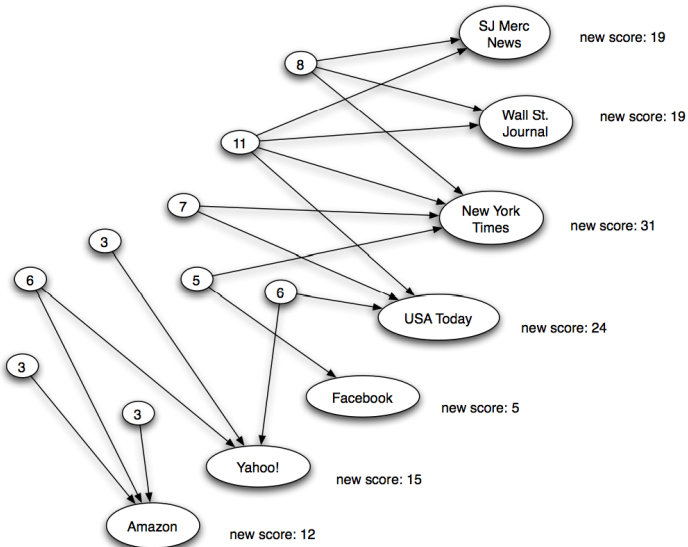 SJ Merc
News
new score: 19
8
Wall St.
Journal
new score: 19
11
7
New York
Times
new score: 31
3
6
5
6
USA Today
new score: 24
3
Facebook
new score: 5
3
Yahoo!
new score: 15
Amazon
new score: 12